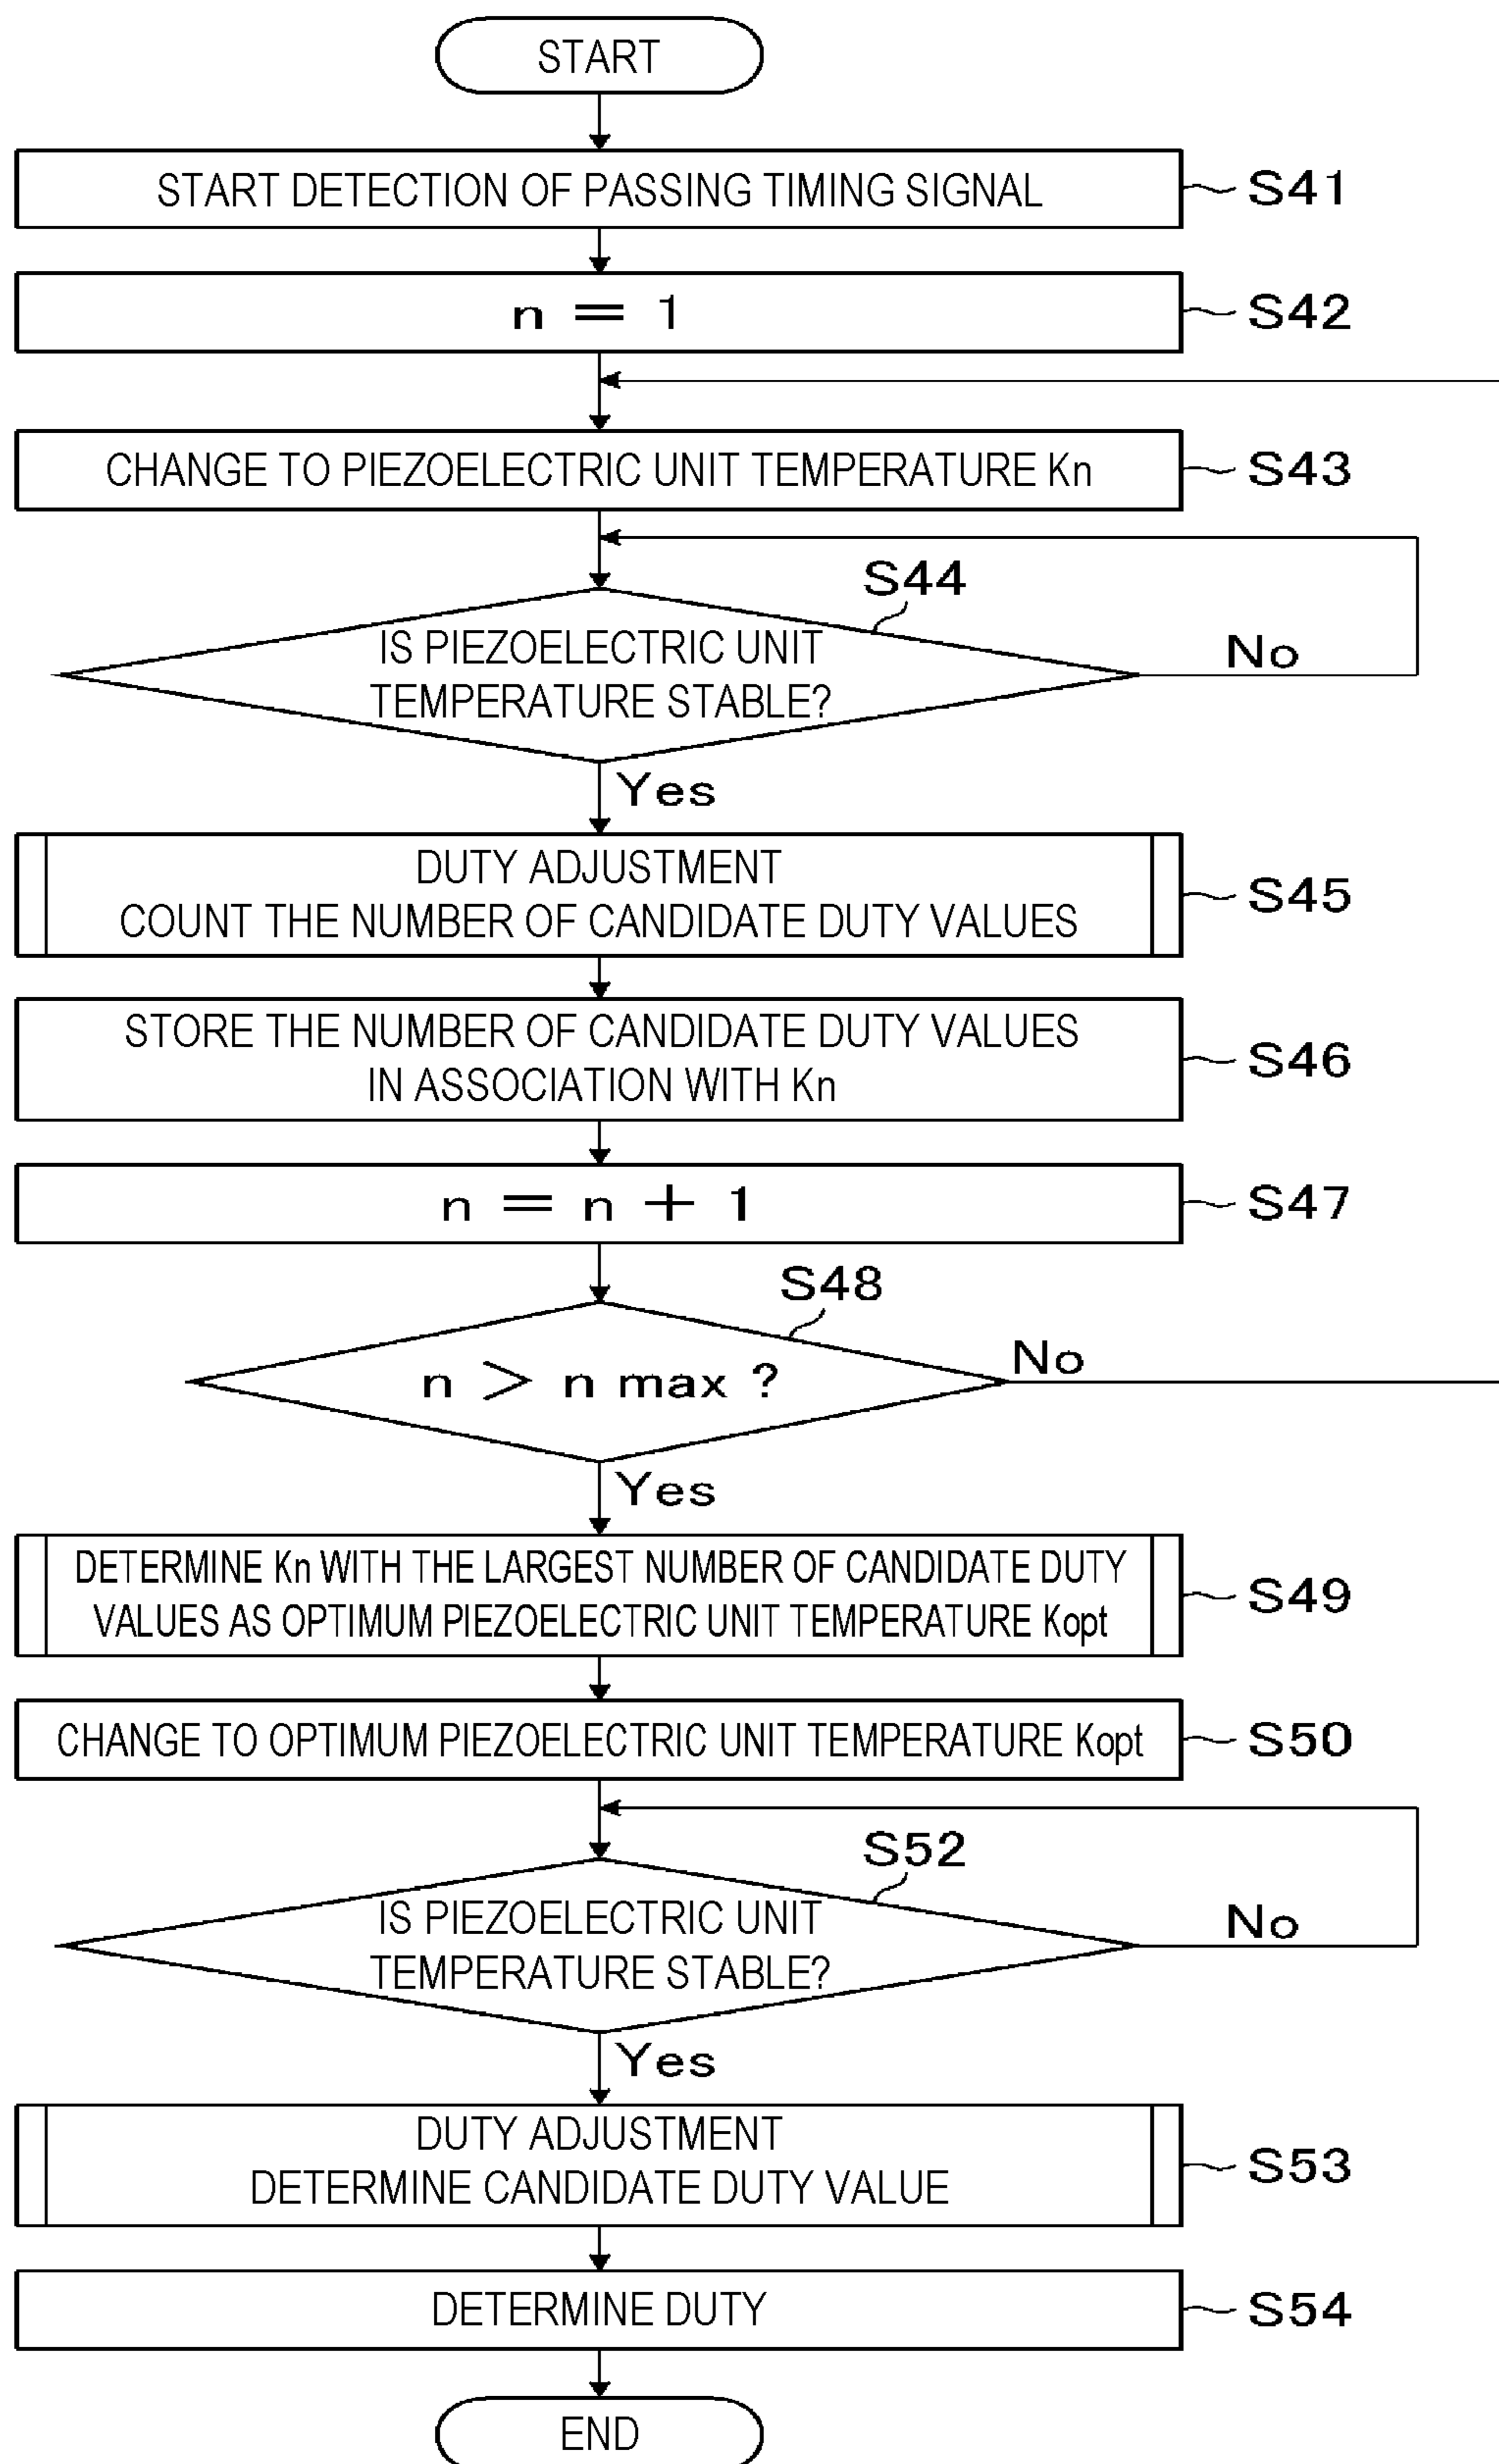 START
START DETECTION OF PASSING TIMING SIGNAL
S41
n = 1
S42
CHANGE TO PIEZOELECTRIC UNIT TEMPERATURE Kn
S43
S44
IS PIEZOELECTRIC UNIT
TEMPERATURE STABLE?
No
Yes
DUTY ADJUSTMENT
COUNT THE NUMBER OF CANDIDATE DUTY VALUES
S45
STORE THE NUMBER OF CANDIDATE DUTY VALUES
IN ASSOCIATION WITH Kn
S46
n = n + 1
S47
S48
n > n max ?
No
Yes
DETERMINE Kn WITH THE LARGEST NUMBER OF CANDIDATE DUTY
VALUES AS OPTIMUM PIEZOELECTRIC UNIT TEMPERATURE Kopt
S49
CHANGE TO OPTIMUM PIEZOELECTRIC UNIT TEMPERATURE Kopt
S50
S52
IS PIEZOELECTRIC UNIT
TEMPERATURE STABLE?
No
Yes
DUTY ADJUSTMENT
DETERMINE CANDIDATE DUTY VALUE
S53
DETERMINE DUTY
S54
END